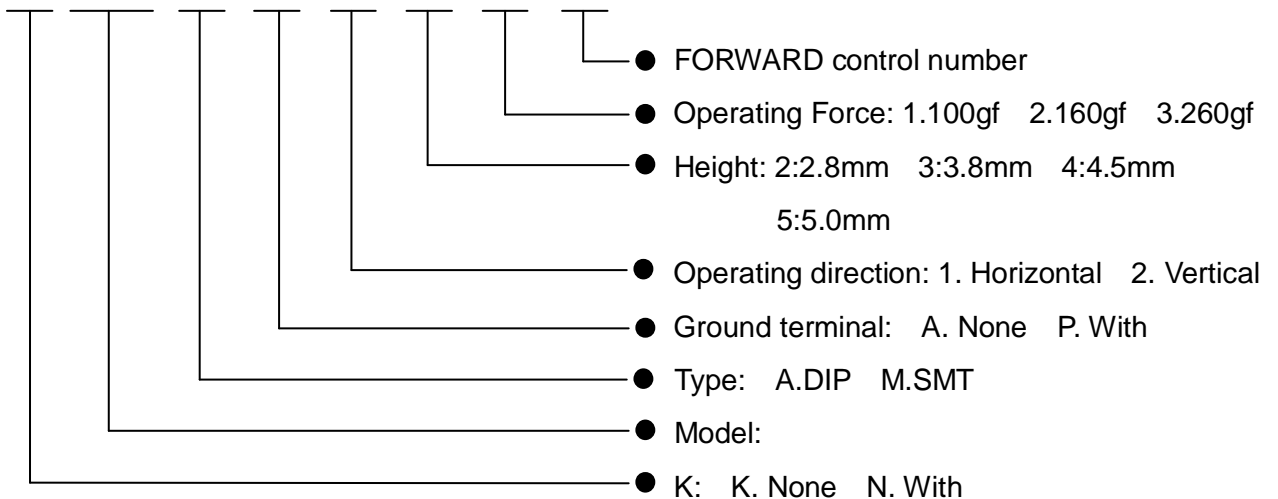 FORWARD control number
Operating Force: 1.100gf 2.160gf 3.260gf
Height: 2:2.8mm 3:3.8mm 4:4.5mm
5:5.0mm
Operating direction: 1. Horizontal 2. Vertical
Ground terminal: A. None P. With
Type: A.DIP M.SMT
Model:
K: K. None N. With